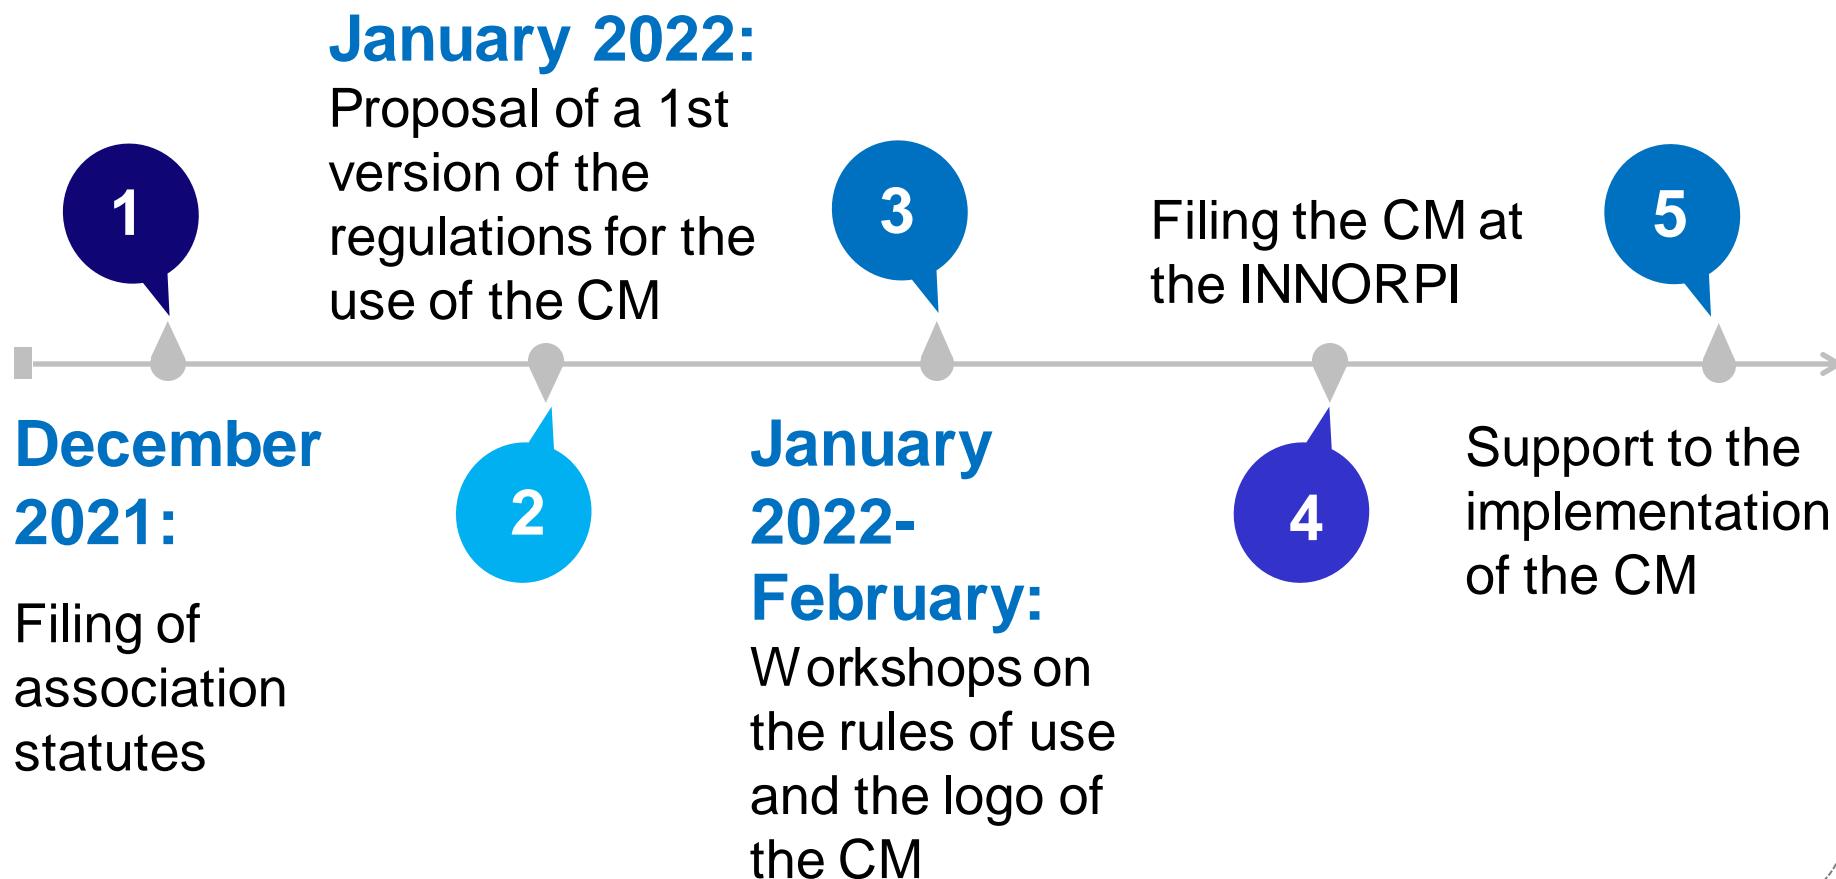 1
December
2021:
Filing of
association
statutes
January 2022:
Proposal of a 1st
version of the
regulations for the
use of the CM
2
3
January
2022-
February:
Workshops on
the rules of use
and the logo of
the CM
Filing the CM at
the INNORPI
4
5
Support to the
implementation
of the CM